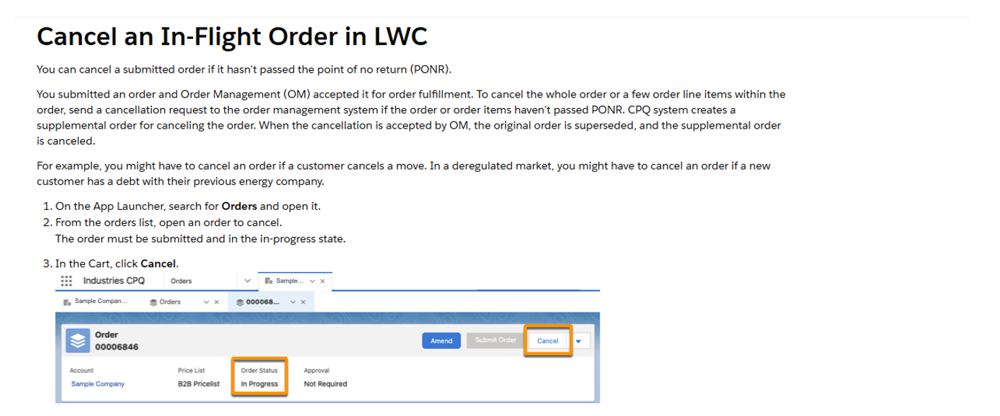 Cancel an In-Flight Order in LWC
You can cancel a submitted order if it hasn't passed the point of no return (PONR).
You submitted an order and Order Management (OM) accepted it for order fulfillment. To cancel the whole order or a few order line items within the
order, send a cancellation request to the order management system if the order or order items haven't passed PONR. CPQ system creates a
supplemental order for canceling the order. When the cancellation is accepted by OM, the original order is superseded, and the supplemental order
is canceled.
For example, you might have to cancel an order if a customer cancels a move. In a deregulated market, you might have to cancel an order if a new
customer has a debt with their previous energy company.
1. On the App Launcher, search for Orders and open it.
2. From the orders list, open an order to cancel.
The order must be submitted and in the in-progress state.
3. In the Cart, click Cancel.
Industries CPQ Orders Sample...
Sample Compan... Orders 000068...
Order
00006846
Amend Submit Order Cancel
Account Price List Order Status Approval
Sample Company B2B Pricelist In Progress Not Required